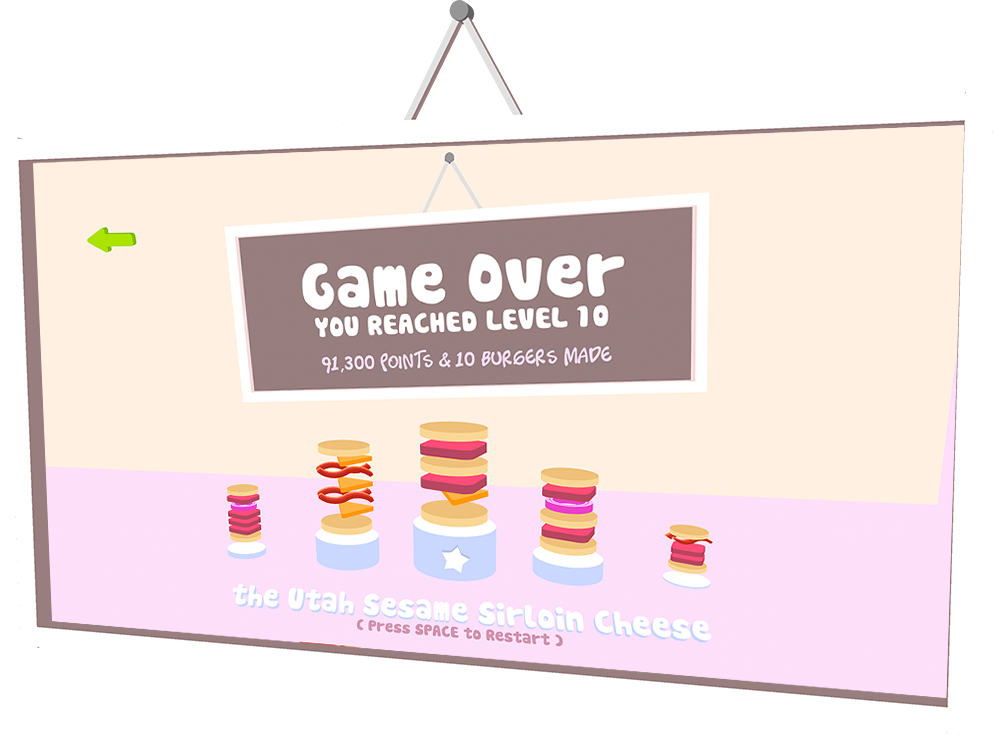 Game Over
YOU REACHED LEVEL 10
91,300 POINTS & 10 BURGERS MADE
the Utah Sesame Sirloin Cheese
( Press SPACE to Restart )